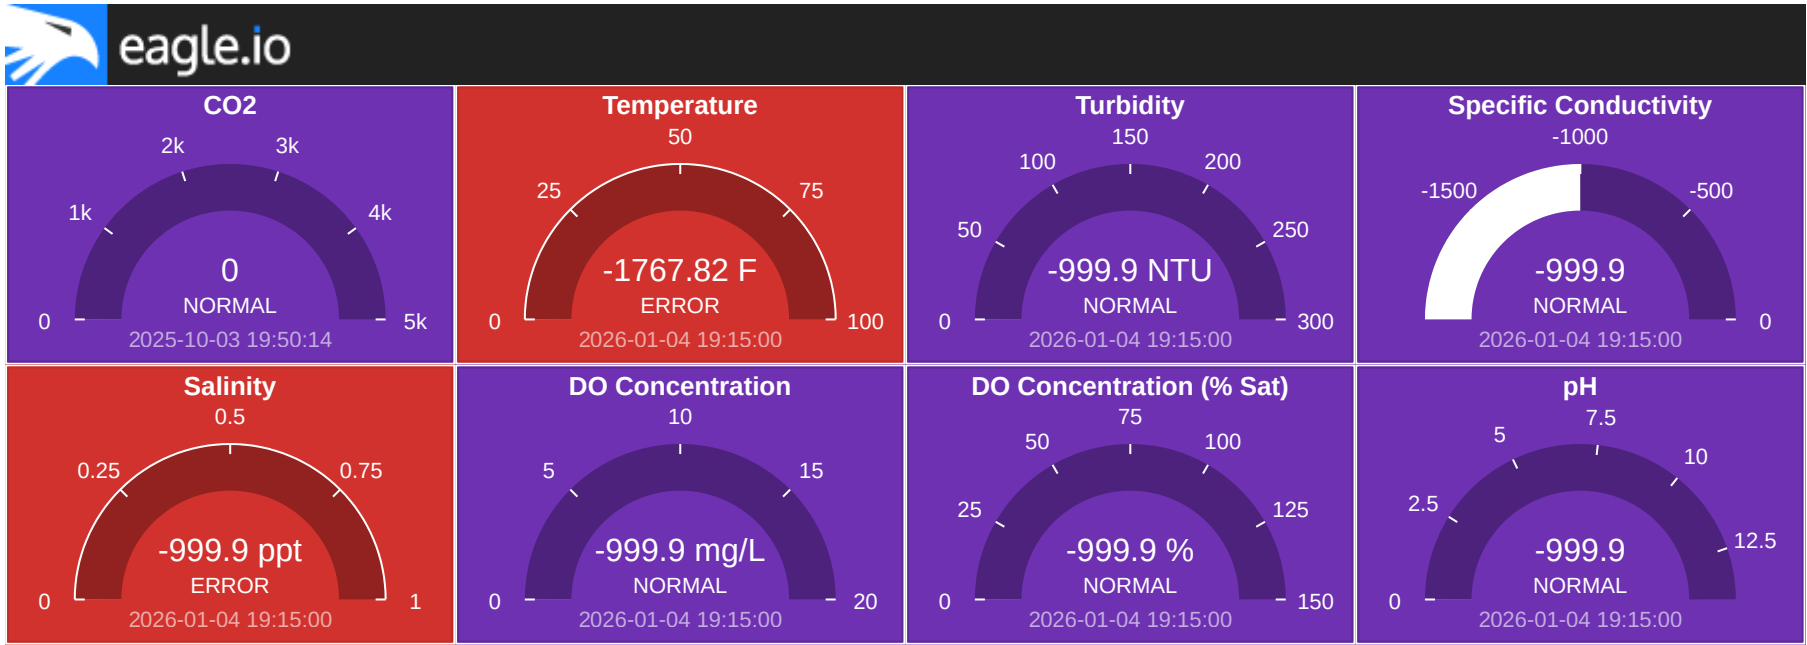 eagle.io
CO2
2k
3k
1k
4k
0
NORMAL
0
5k
2025-10-03 19:50:14
Temperature
50
25
75
-1767.82 F
ERROR
0
100
2026-01-04 19:15:00
Turbidity
150
100
200
50
250
-999.9 NTU
NORMAL
0
300
2026-01-04 19:15:00
Specific Conductivity
-1000
-1500
-500
-999.9
NORMAL
0
2026-01-04 19:15:00
Salinity
0.5
0.25
0.75
-999.9 ppt
ERROR
0
1
2026-01-04 19:15:00
DO Concentration
10
5
15
-999.9 mg/L
NORMAL
0
20
2026-01-04 19:15:00
DO Concentration (% Sat)
75
50
100
25
125
-999.9 %
NORMAL
0
150
2026-01-04 19:15:00
pH
7.5
5
10
2.5
12.5
-999.9
NORMAL
0
2026-01-04 19:15:00